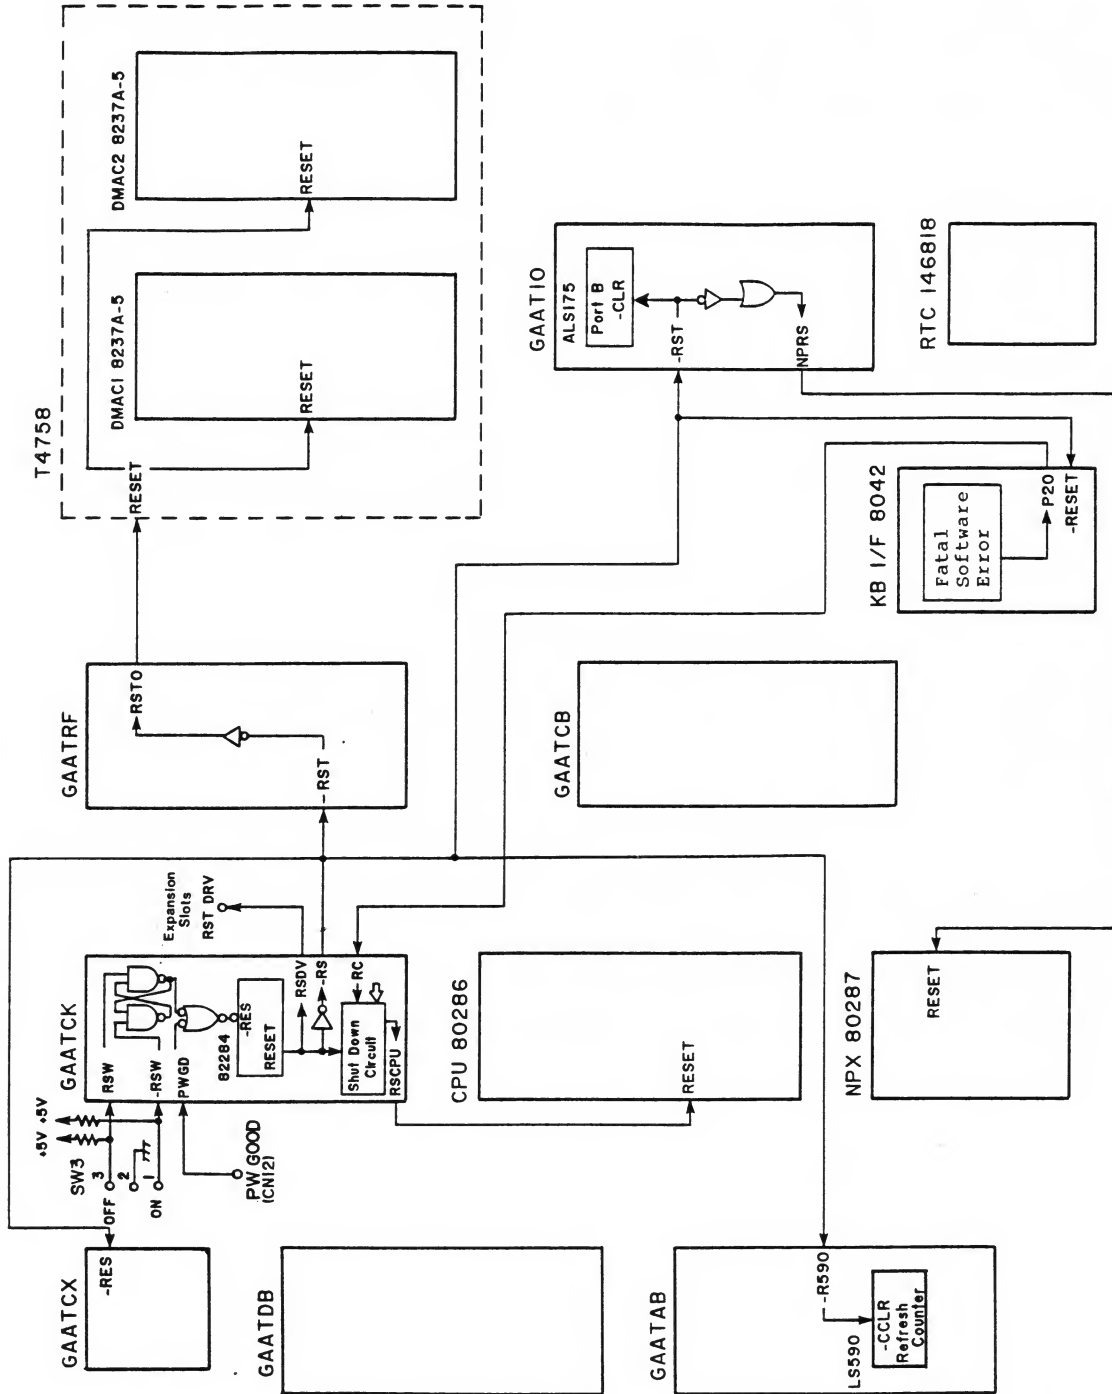 T4758
DMAC1 8237A-5
RESET
DMAC2 8237A-5
RESET
RESET
GAATRF
RSTO
-RST
GAATIO
ALS175
Port B
-CLR
-RST
NPRS
RTC 146818
KB I/F 8042
Fatal
Software
Error
P20
-RESET
GAATCB
GAATCK
RSW
-RSW
PWGD
82284
-RES
RESET
RSDV
-RS
RC
Shut Down
Circuit
RSCPU
Expansion
Slots
RST DRV
+5V +5V
SW3
3
2
1
OFF
ON
PW GOOD
(CN12)
CPU 80286
RESET
NPX 80287
RESET
GAATCX
-RES
GAATDB
GAATAB
-R590
LS590
-CCLR
Refresh
Counter